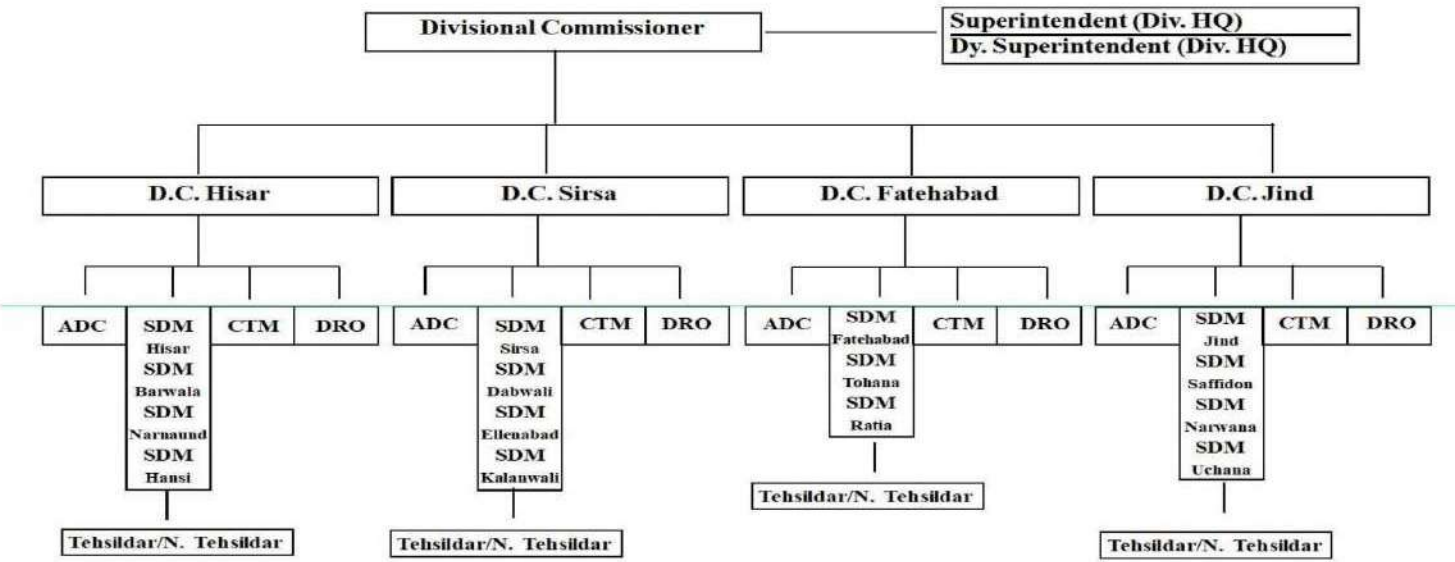 Divisional Commissioner
Superintendent (Div. HQ)
Dy. Superintendent (Div. HQ)
D.C. Hisar
D.C. Sirsa
D.C. Fatehabad
D.C. Jind
ADC
SDM
Hisar
SDM
Barwala
SDM
Narnaund
SDM
Hansi
CTM
DRO
Tehsildar/N. Tehsildar
ADC
SDM
Sirsa
SDM
Dabwali
SDM
Ellenabad
SDM
Kalanwali
CTM
DRO
Tehsildar/N. Tehsildar
ADC
SDM
Fatehabad
SDM
Tohana
SDM
Ratia
CTM
DRO
Tehsildar/N. Tehsildar
ADC
SDM
Jind
SDM
Saffidon
SDM
Narwana
SDM
Uchana
CTM
DRO
Tehsildar/N. Tehsildar